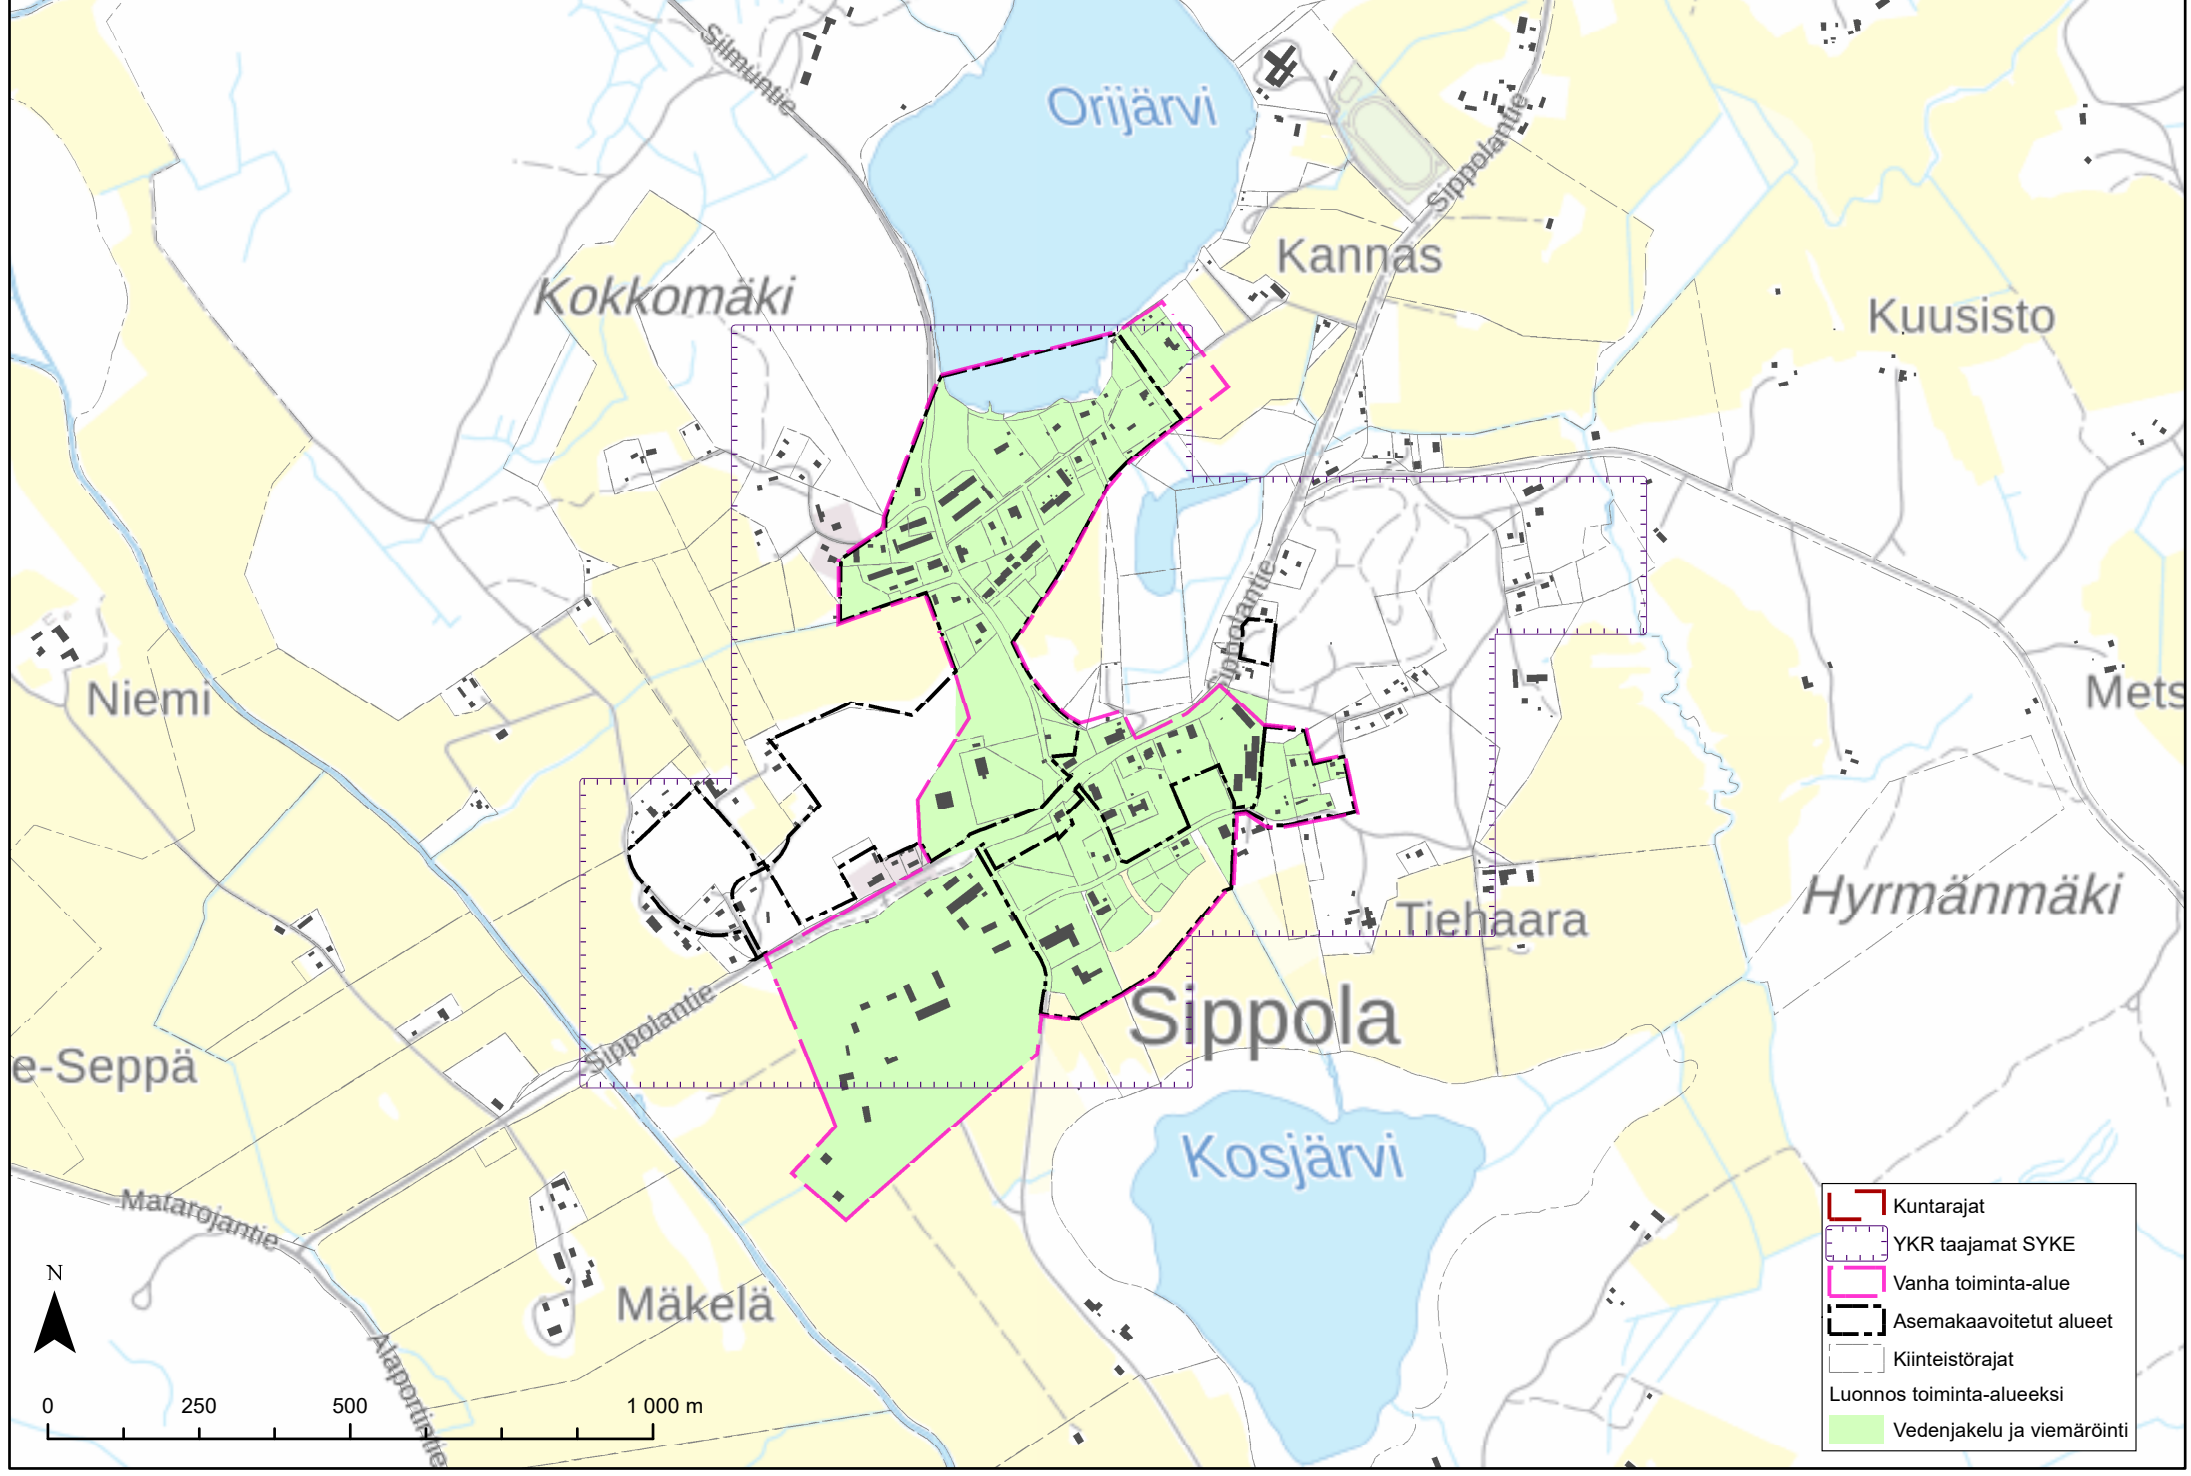 Silmuntie
Orijärvi
Sippolantie
Kannas
Kokkomäki
Kuusisto
Sippolantie
Niemi
Mets
Hyrmänmäki
Tiehaara
Sippola
Sippolantie
e-Seppä
Kosjärvi
Matarojantie
Mäkelä
Alaportintie
N
0 250 500 1 000 m
Kuntarajat
YKR taajamat SYKE
Vanha toiminta-alue
Asemakaavoitetut alueet
Kiinteistörajat
Luonnos toiminta-alueeksi
Vedenjakelu ja viemäröinti